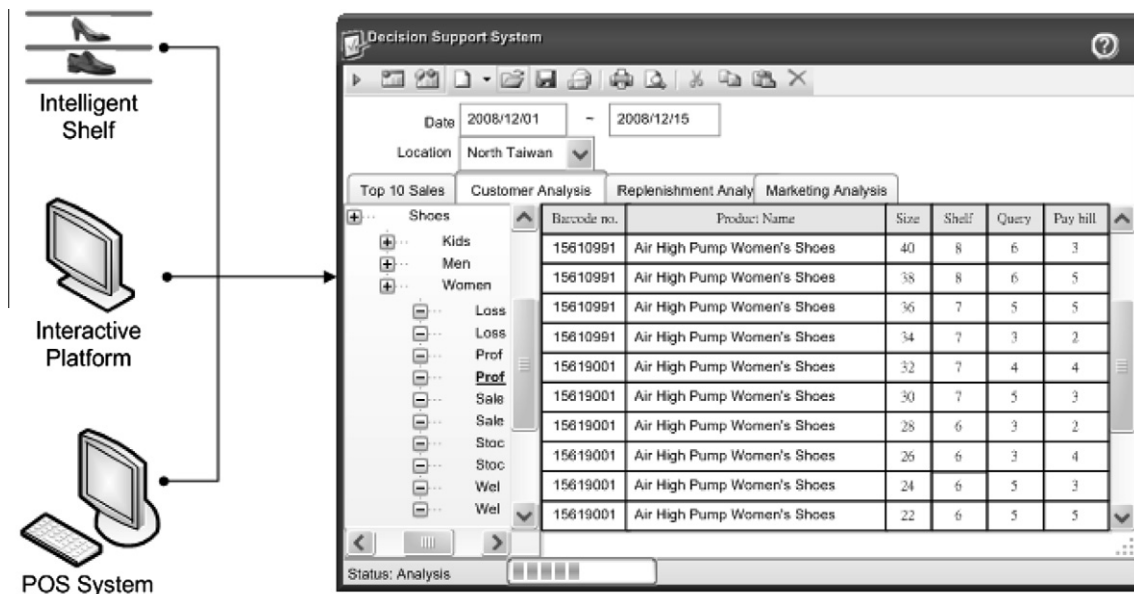 Intelligent
Shelf
Interactive
Platform
POS System
Decision Support System
Date 2008/12/01 ~ 2008/12/15
Location North Taiwan
Top 10 Sales Customer Analysis Replenishment Analy Marketing Analysis
Shoes
Kids
Men
Women
Loss
Loss
Prof
Prof
Sale
Sale
Stoc
Stoc
Wel
Wel
Barcode no. Product Name Size Shelf Query Pay bill
15610991 Air High Pump Women's Shoes 40 8 6 3
15610991 Air High Pump Women's Shoes 38 8 6 5
15610991 Air High Pump Women's Shoes 36 7 5 5
15610991 Air High Pump Women's Shoes 34 7 3 2
15619001 Air High Pump Women's Shoes 32 7 4 4
15619001 Air High Pump Women's Shoes 30 7 5 3
15619001 Air High Pump Women's Shoes 28 6 3 2
15619001 Air High Pump Women's Shoes 26 6 3 4
15619001 Air High Pump Women's Shoes 24 6 5 3
15619001 Air High Pump Women's Shoes 22 6 5 5
Status: Analysis